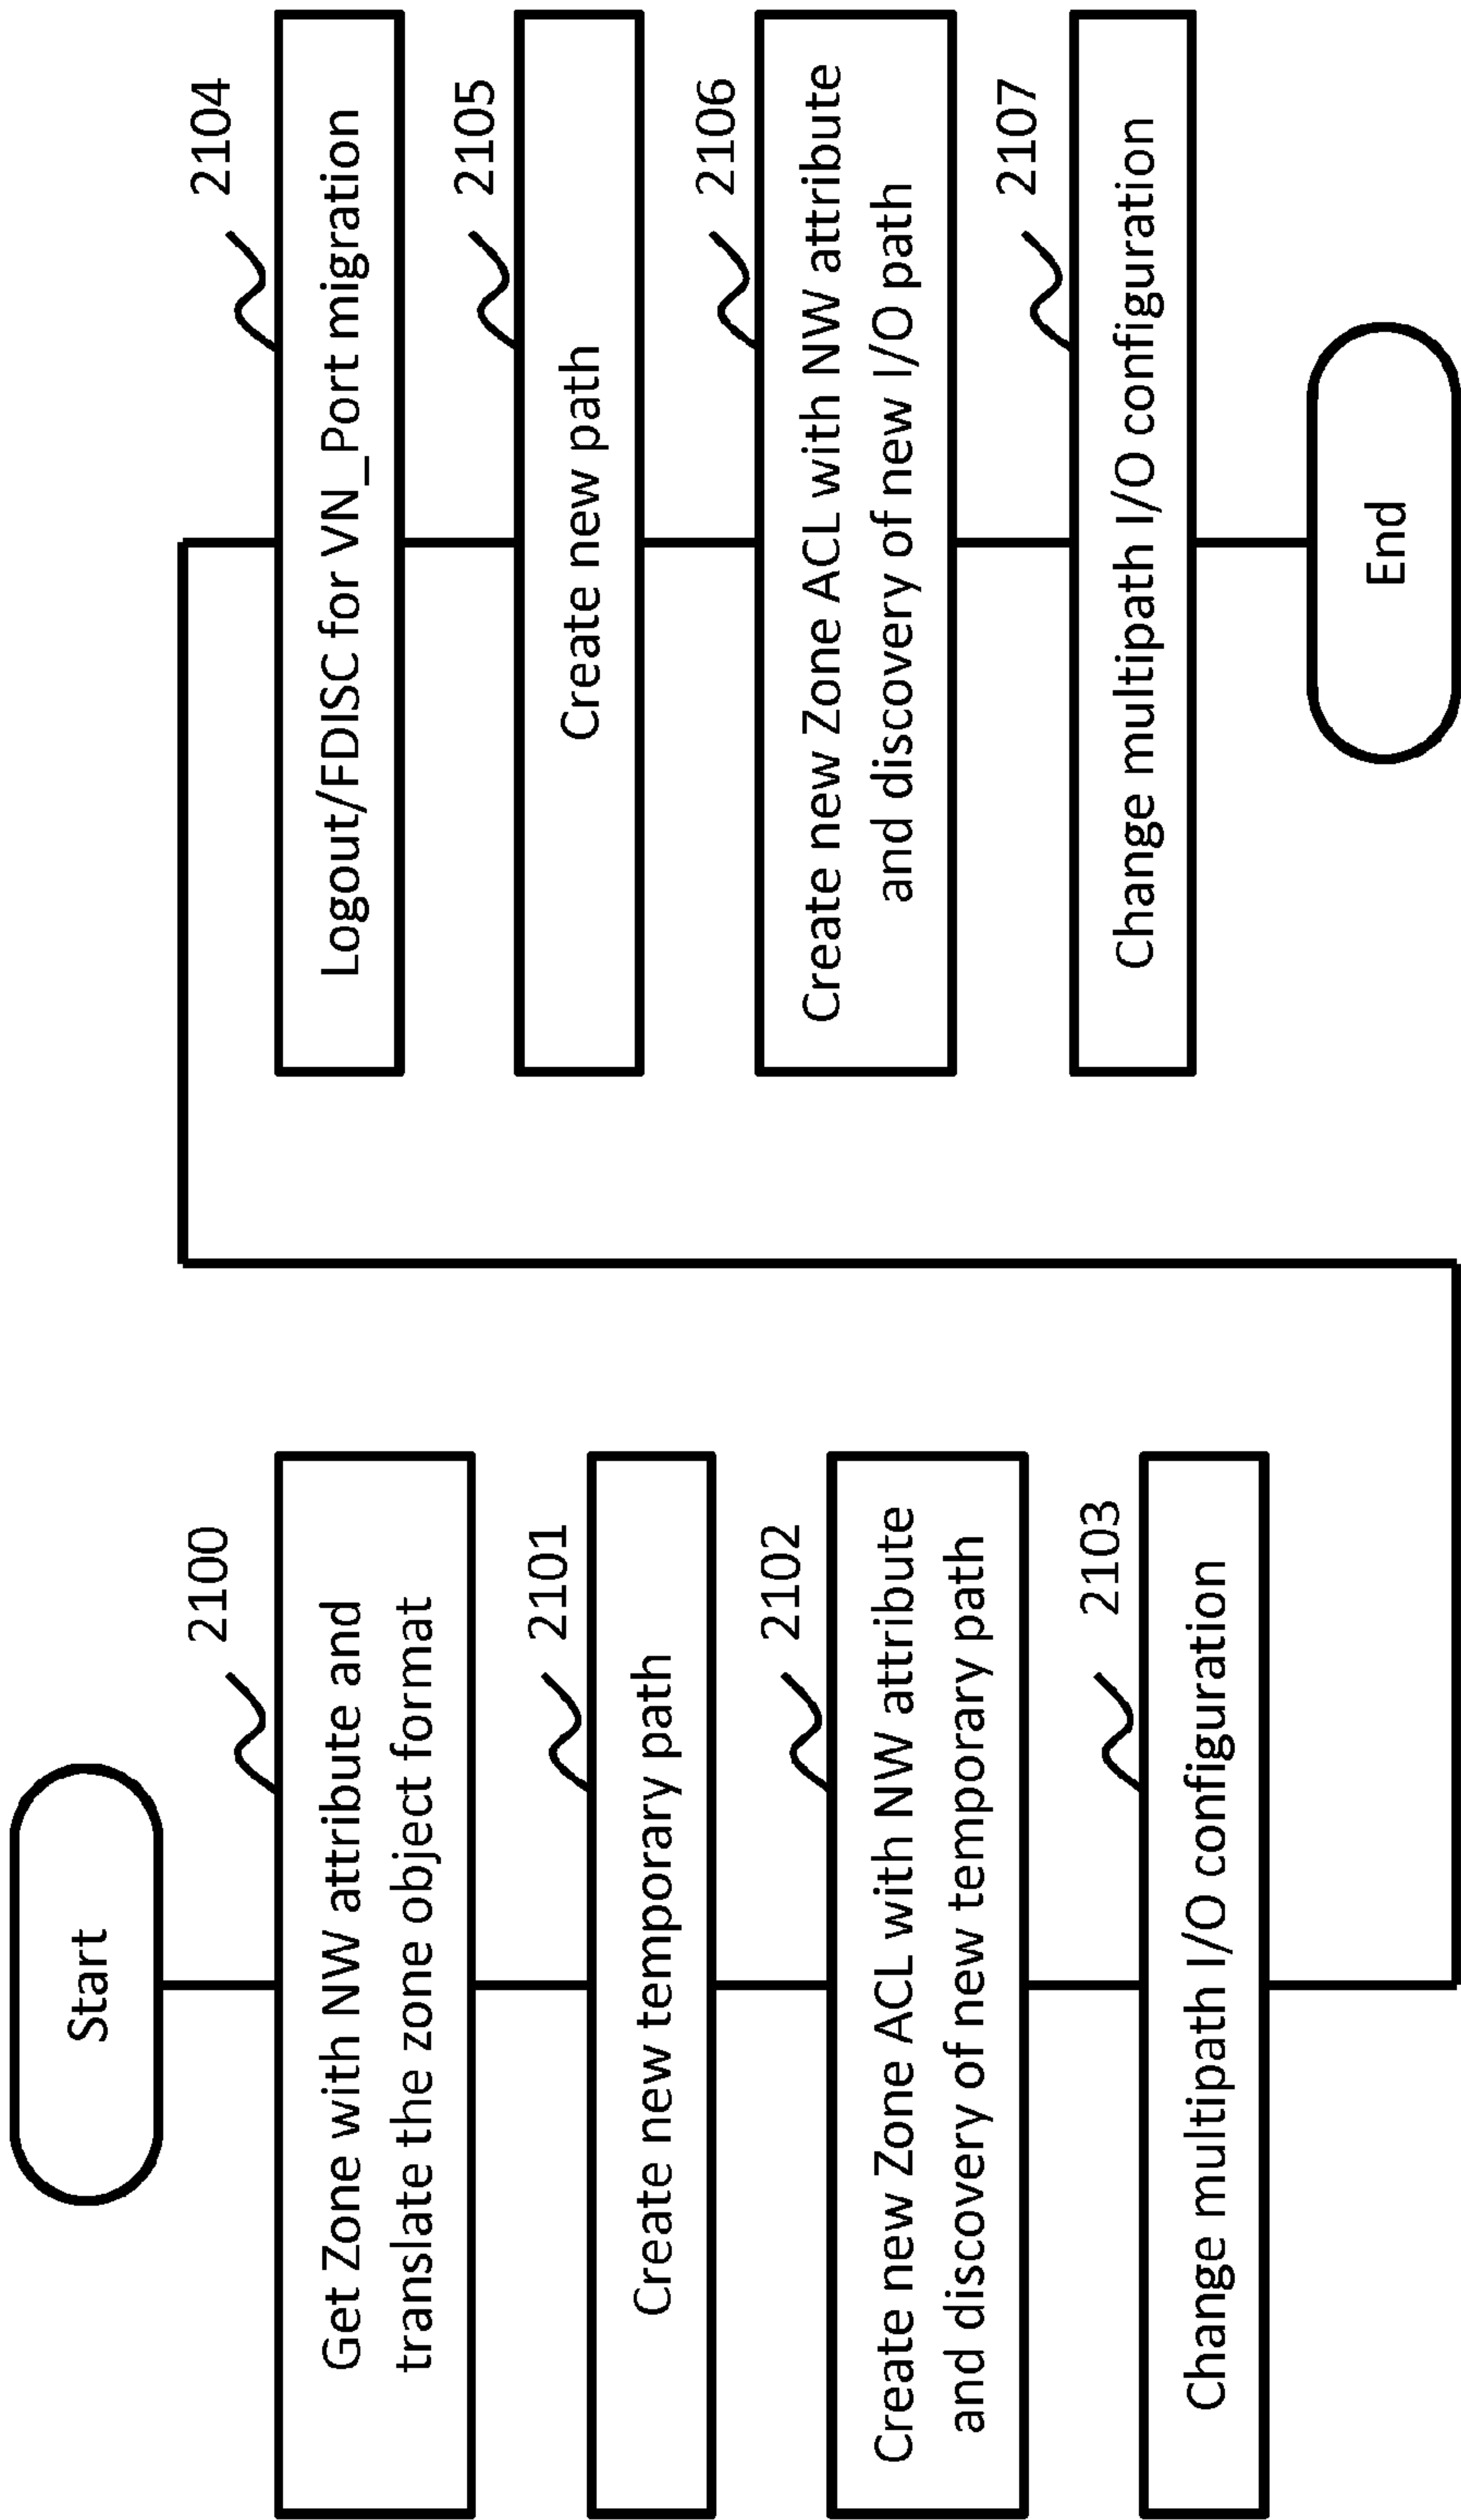 Start
2100
Get Zone with NW attribute and
translate the zone object format
2101
Create new temporary path
2102
Create new Zone ACL with NW attribute
and discovery of new temporary path
2103
Change multipath I/O configuration
2104
Logout/FDISC for VN_Port migration
2105
Create new path
2106
Create new Zone ACL with NW attribute
and discovery of new I/O path
2107
Change multipath I/O configuration
End